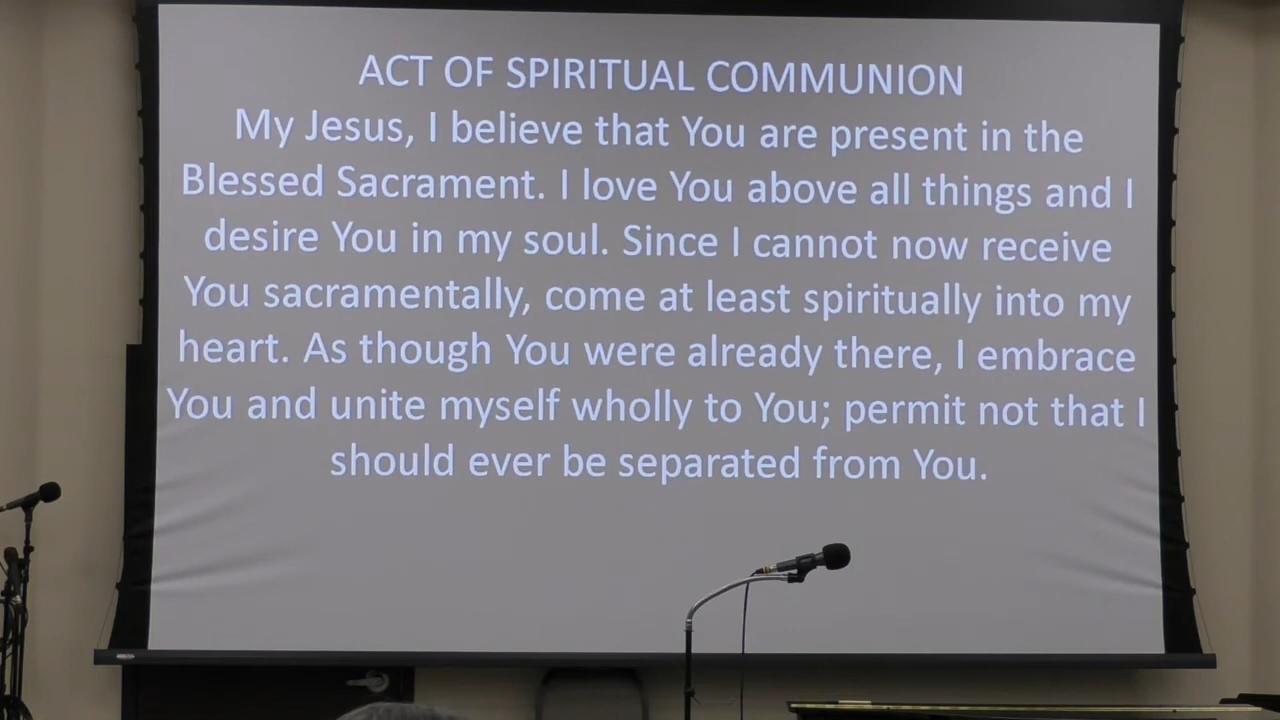 ACT OF SPIRITUAL COMMUNION
My Jesus, I believe that You are present in the
Blessed Sacrament. I love You above all things and I
desire You in my soul. Since I cannot now receive
You sacramentally, come at least spiritually into my
heart. As though You were already there, I embrace
You and unite myself wholly to You; permit not that I
should ever be separated from You.